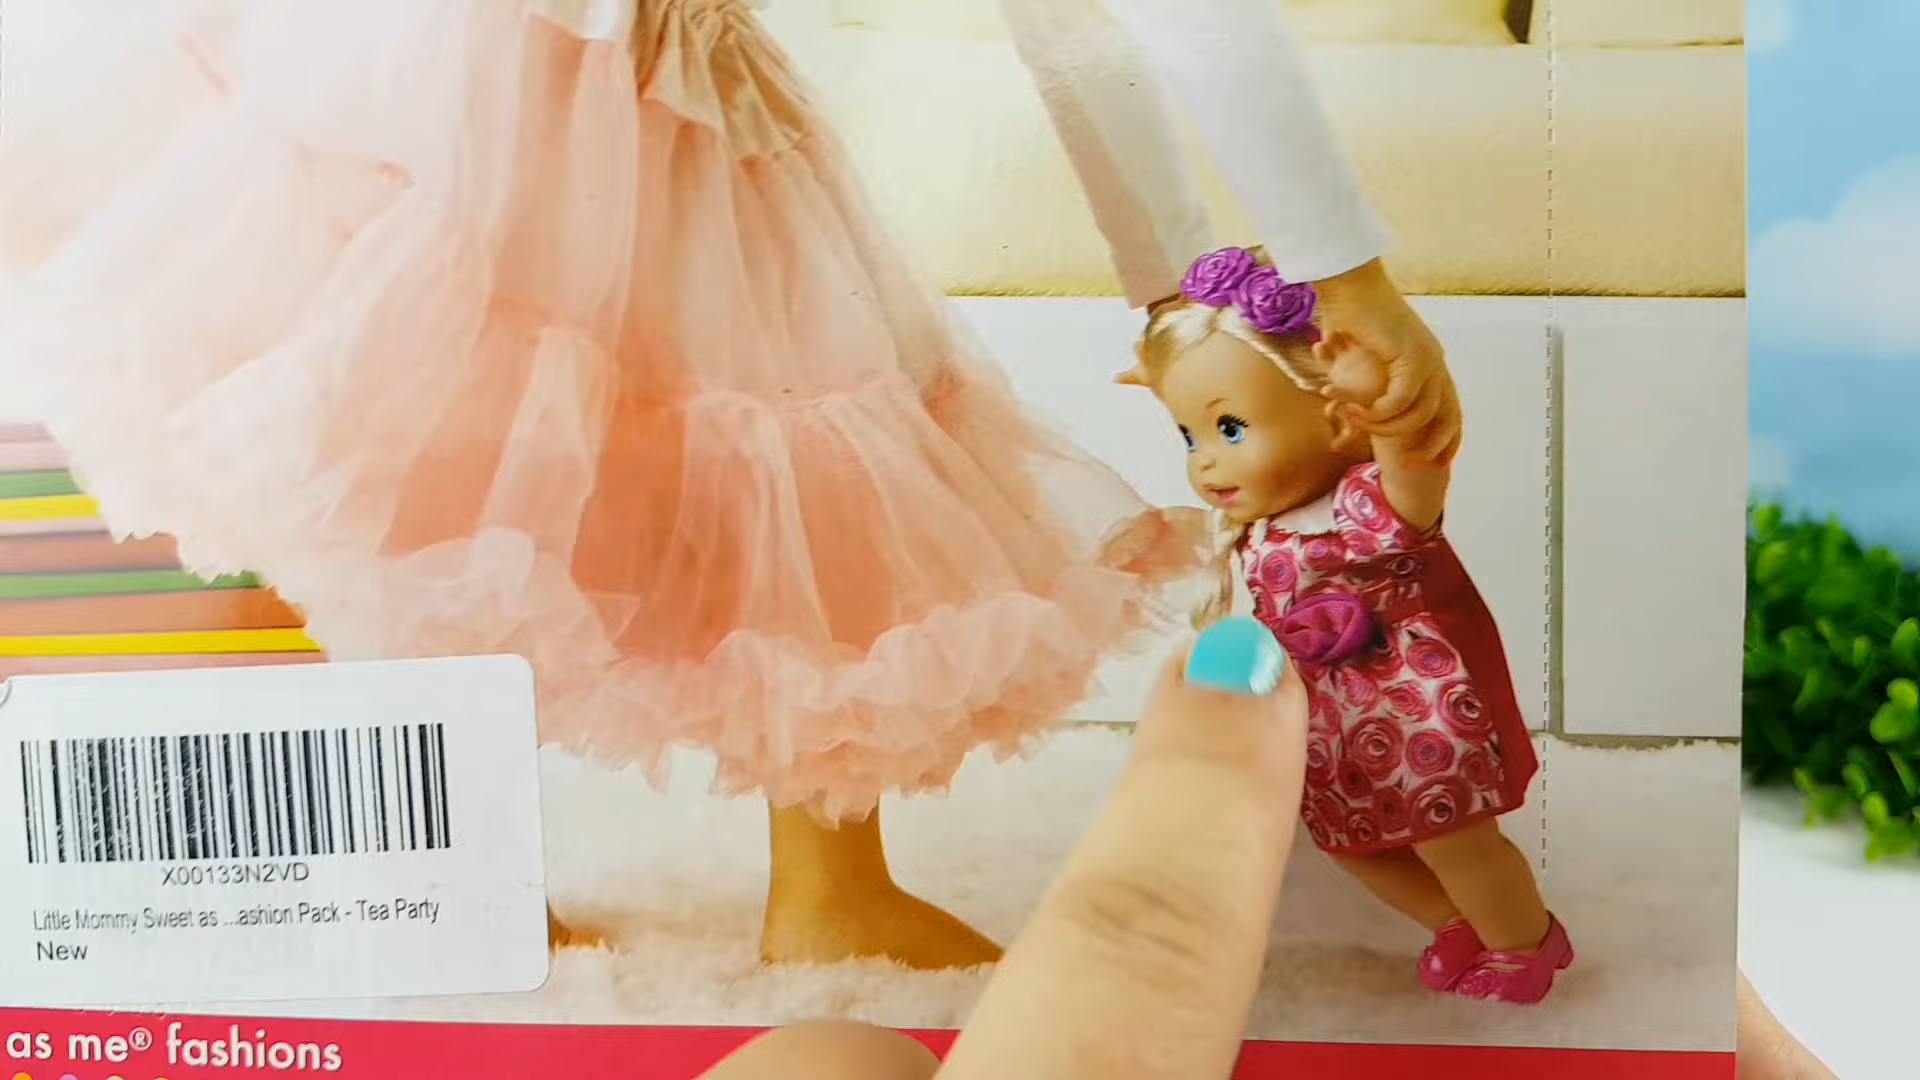 X00133N2VD
Little Mommy Sweet as ...ashion Pack - Tea Party
New
as me® fashions